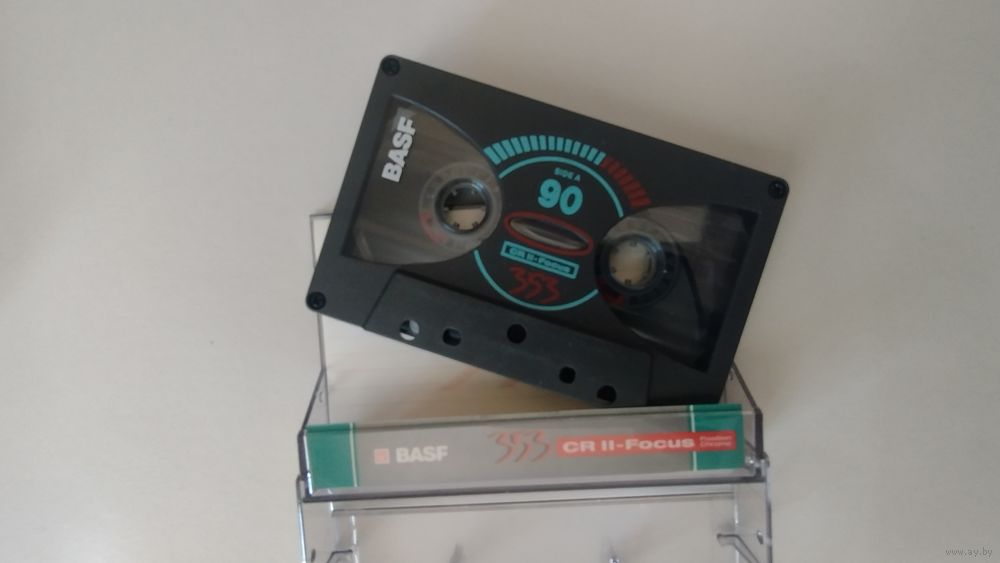 BASF
SIDE A
90
CR II-Focus
353
BASF 353 CR II-Focus Position Chrome
www.ay.by